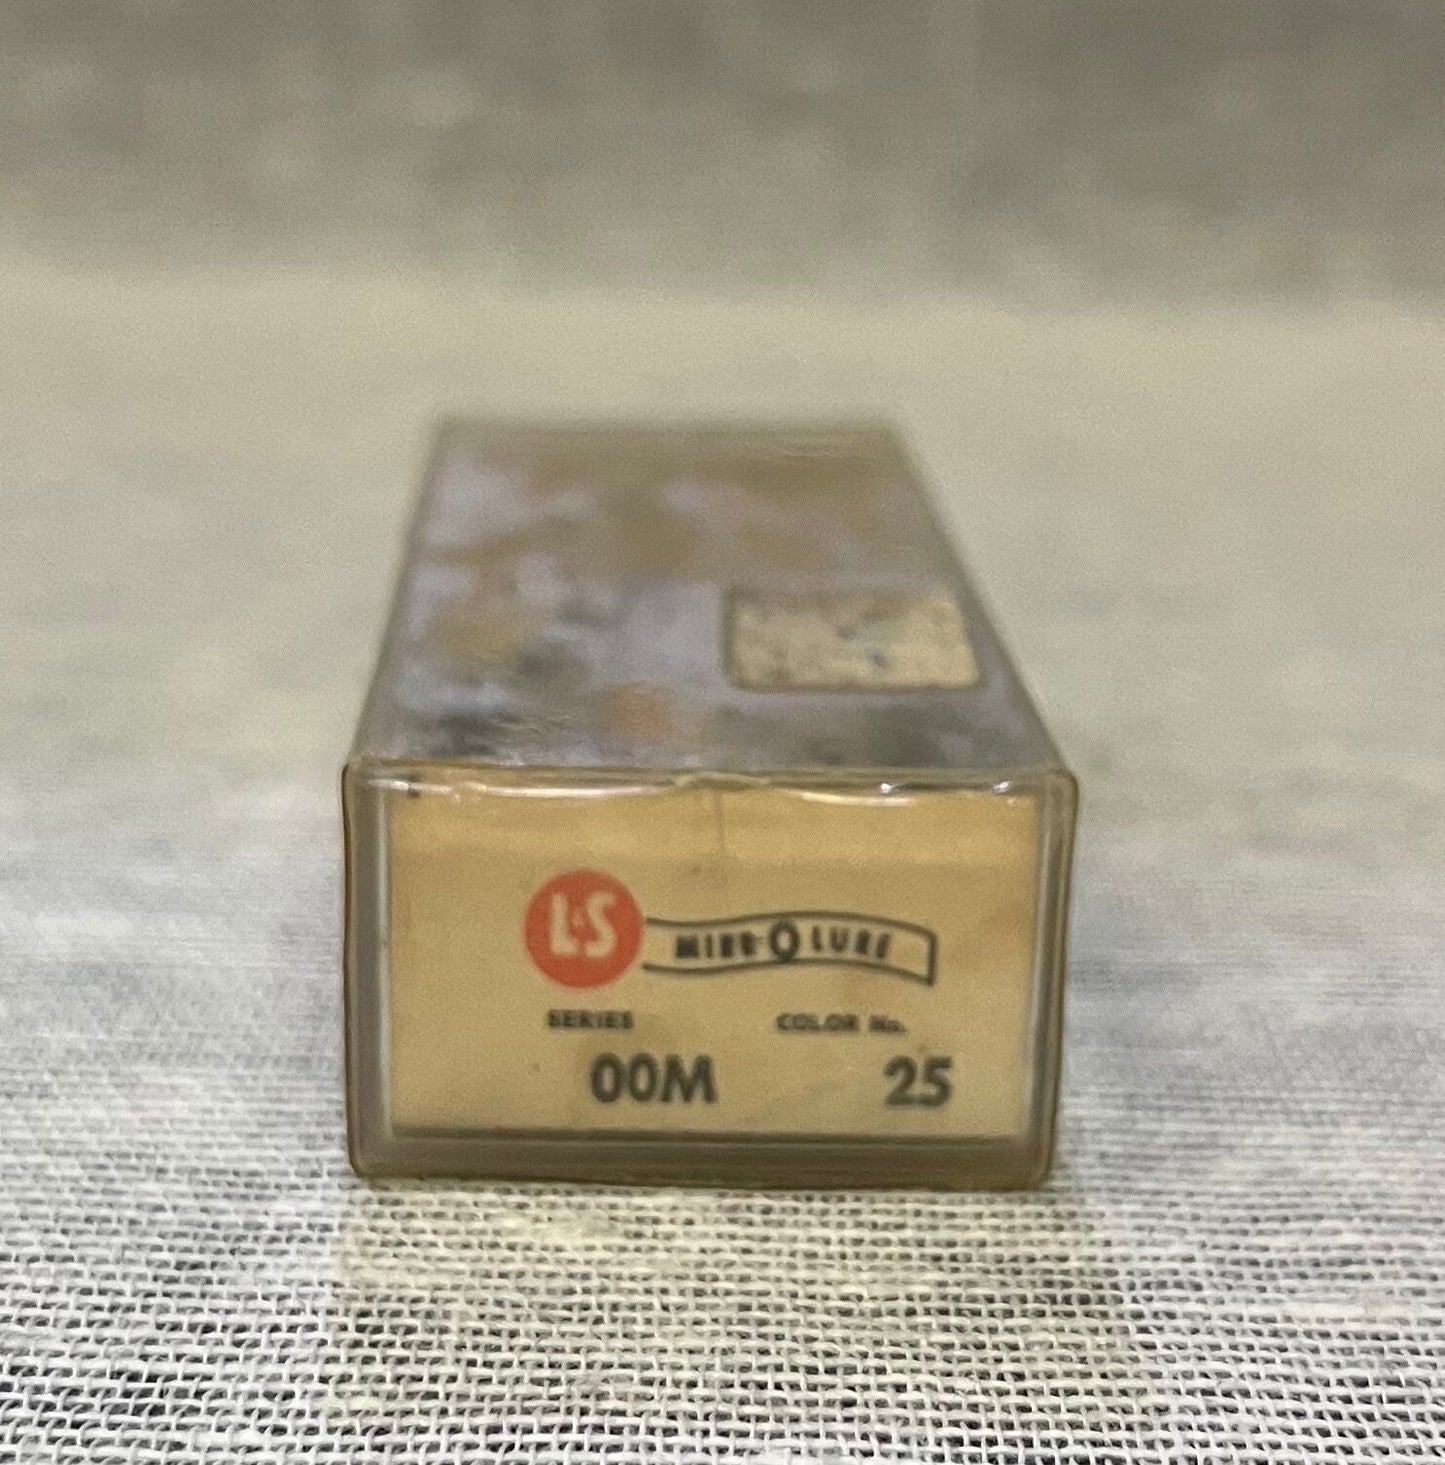 L&S MIRR-O LURE
SERIES COLOR No.
00M 25